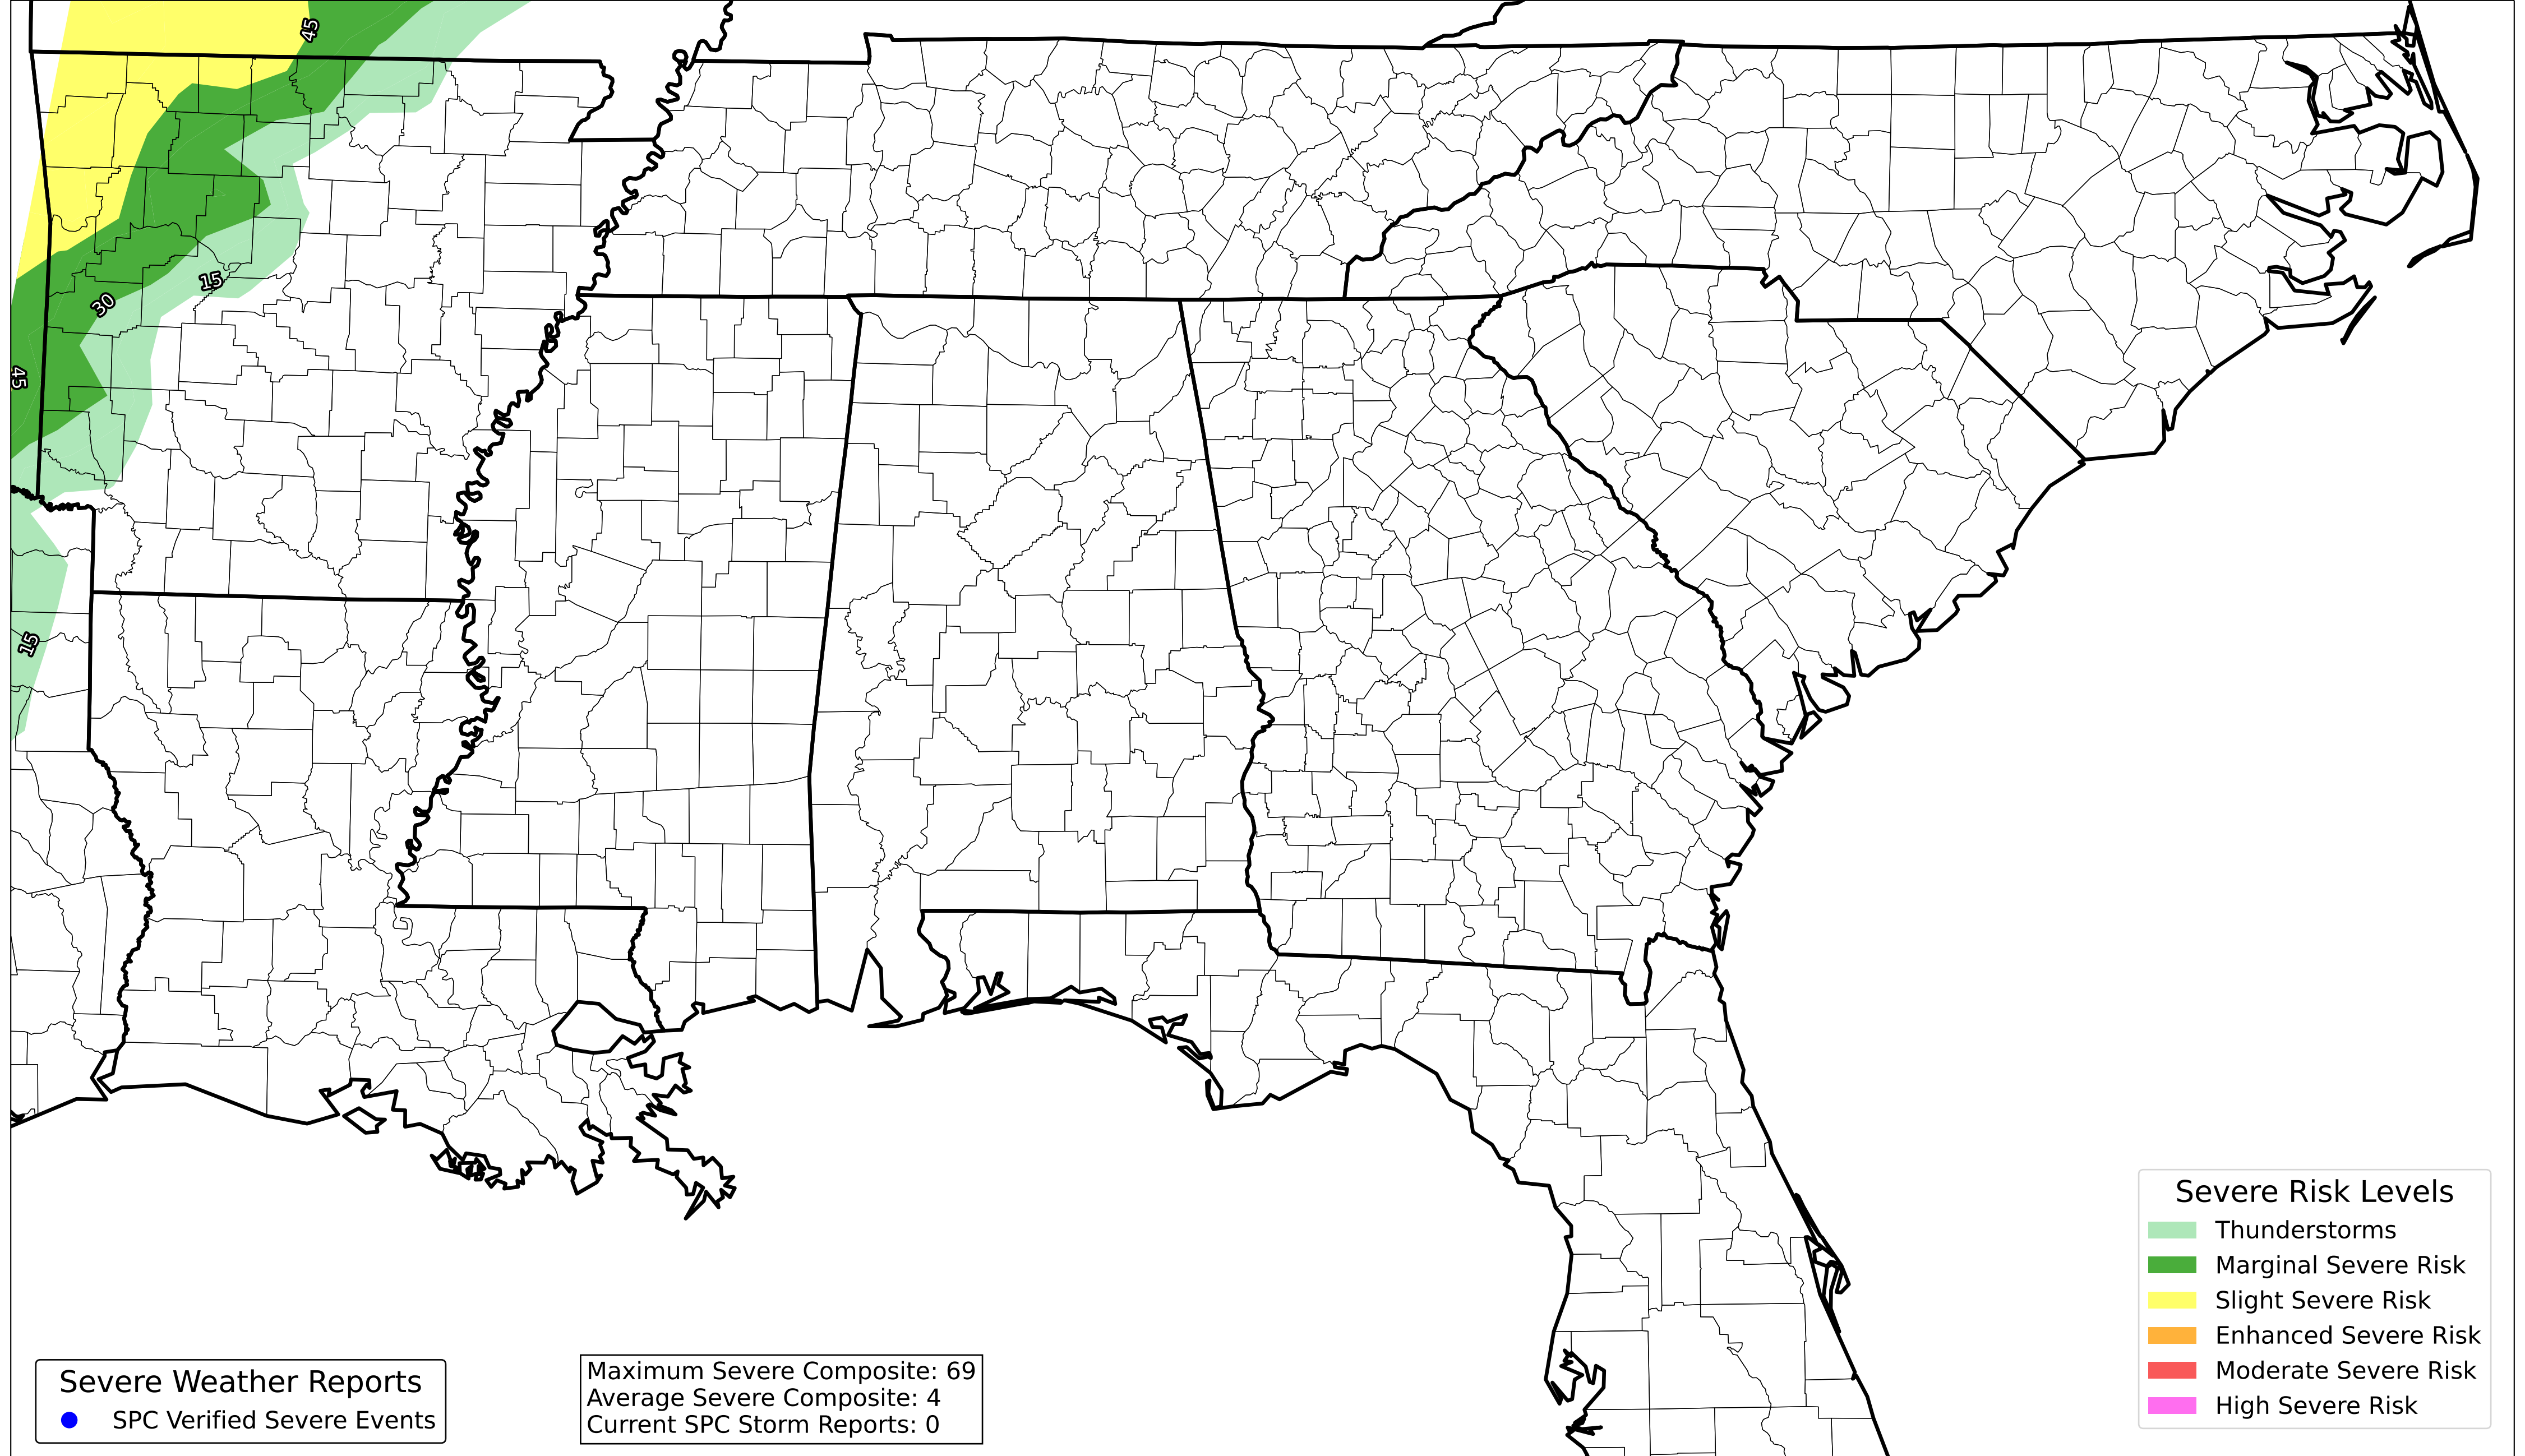 45
15
30
45
15
Severe Risk Levels
Thunderstorms
Marginal Severe Risk
Slight Severe Risk
Enhanced Severe Risk
Moderate Severe Risk
High Severe Risk
Severe Weather Reports
SPC Verified Severe Events
Maximum Severe Composite: 69
Average Severe Composite: 4
Current SPC Storm Reports: 0